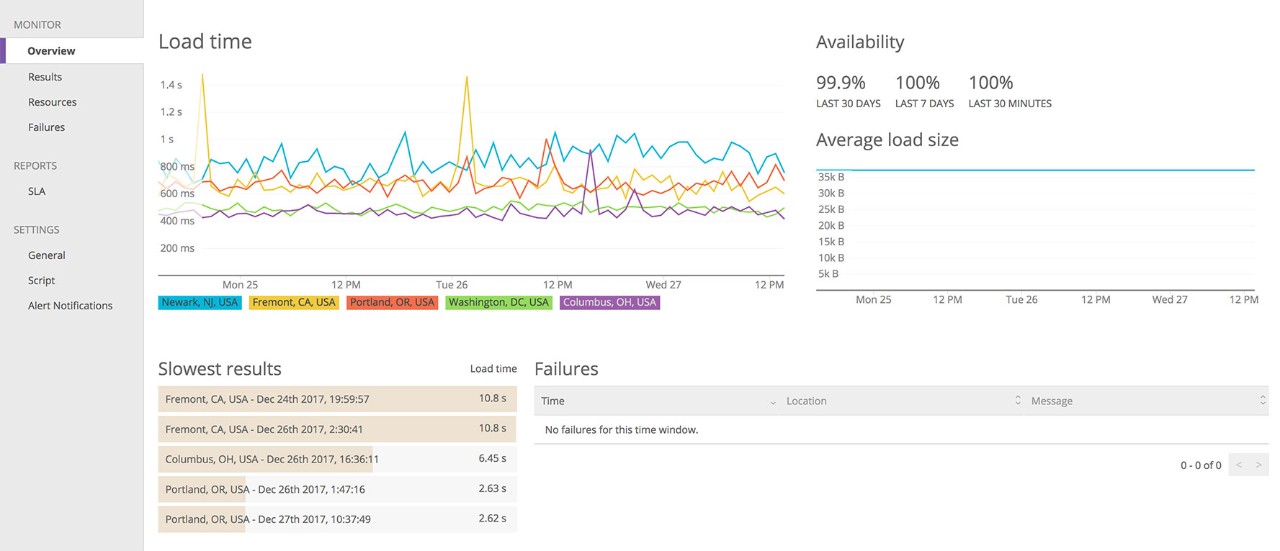 MONITOR
Overview
Results
Resources
Failures
REPORTS
SLA
SETTINGS
General
Script
Alert Notifications
Load time
1.4 s
1.2 s
1 s
800 ms
600 ms
400 ms
200 ms
Mon 25 12 PM Tue 26 12 PM Wed 27 12 PM
Newark, NJ, USA Fremont, CA, USA Portland, OR, USA Washington, DC, USA Columbus, OH, USA
Availability
99.9% 100% 100%
LAST 30 DAYS LAST 7 DAYS LAST 30 MINUTES
Average load size
35k B
30k B
25k B
20k B
15k B
10k B
5k B
Mon 25 12 PM Tue 26 12 PM Wed 27 12 PM
Slowest results Load time
Fremont, CA, USA - Dec 24th 2017, 19:59:57 10.8 s
Fremont, CA, USA - Dec 26th 2017, 2:30:41 10.8 s
Columbus, OH, USA - Dec 26th 2017, 16:36:11 6.45 s
Portland, OR, USA - Dec 26th 2017, 1:47:16 2.63 s
Portland, OR, USA - Dec 27th 2017, 10:37:49 2.62 s
Failures
Time Location Message
No failures for this time window.
0 - 0 of 0 < >